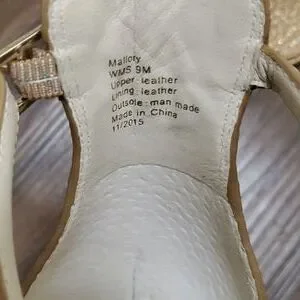 Mallory
WMS 9M
Upper: leather
Lining: leather
Outsole: man made
Made in China
11/2015